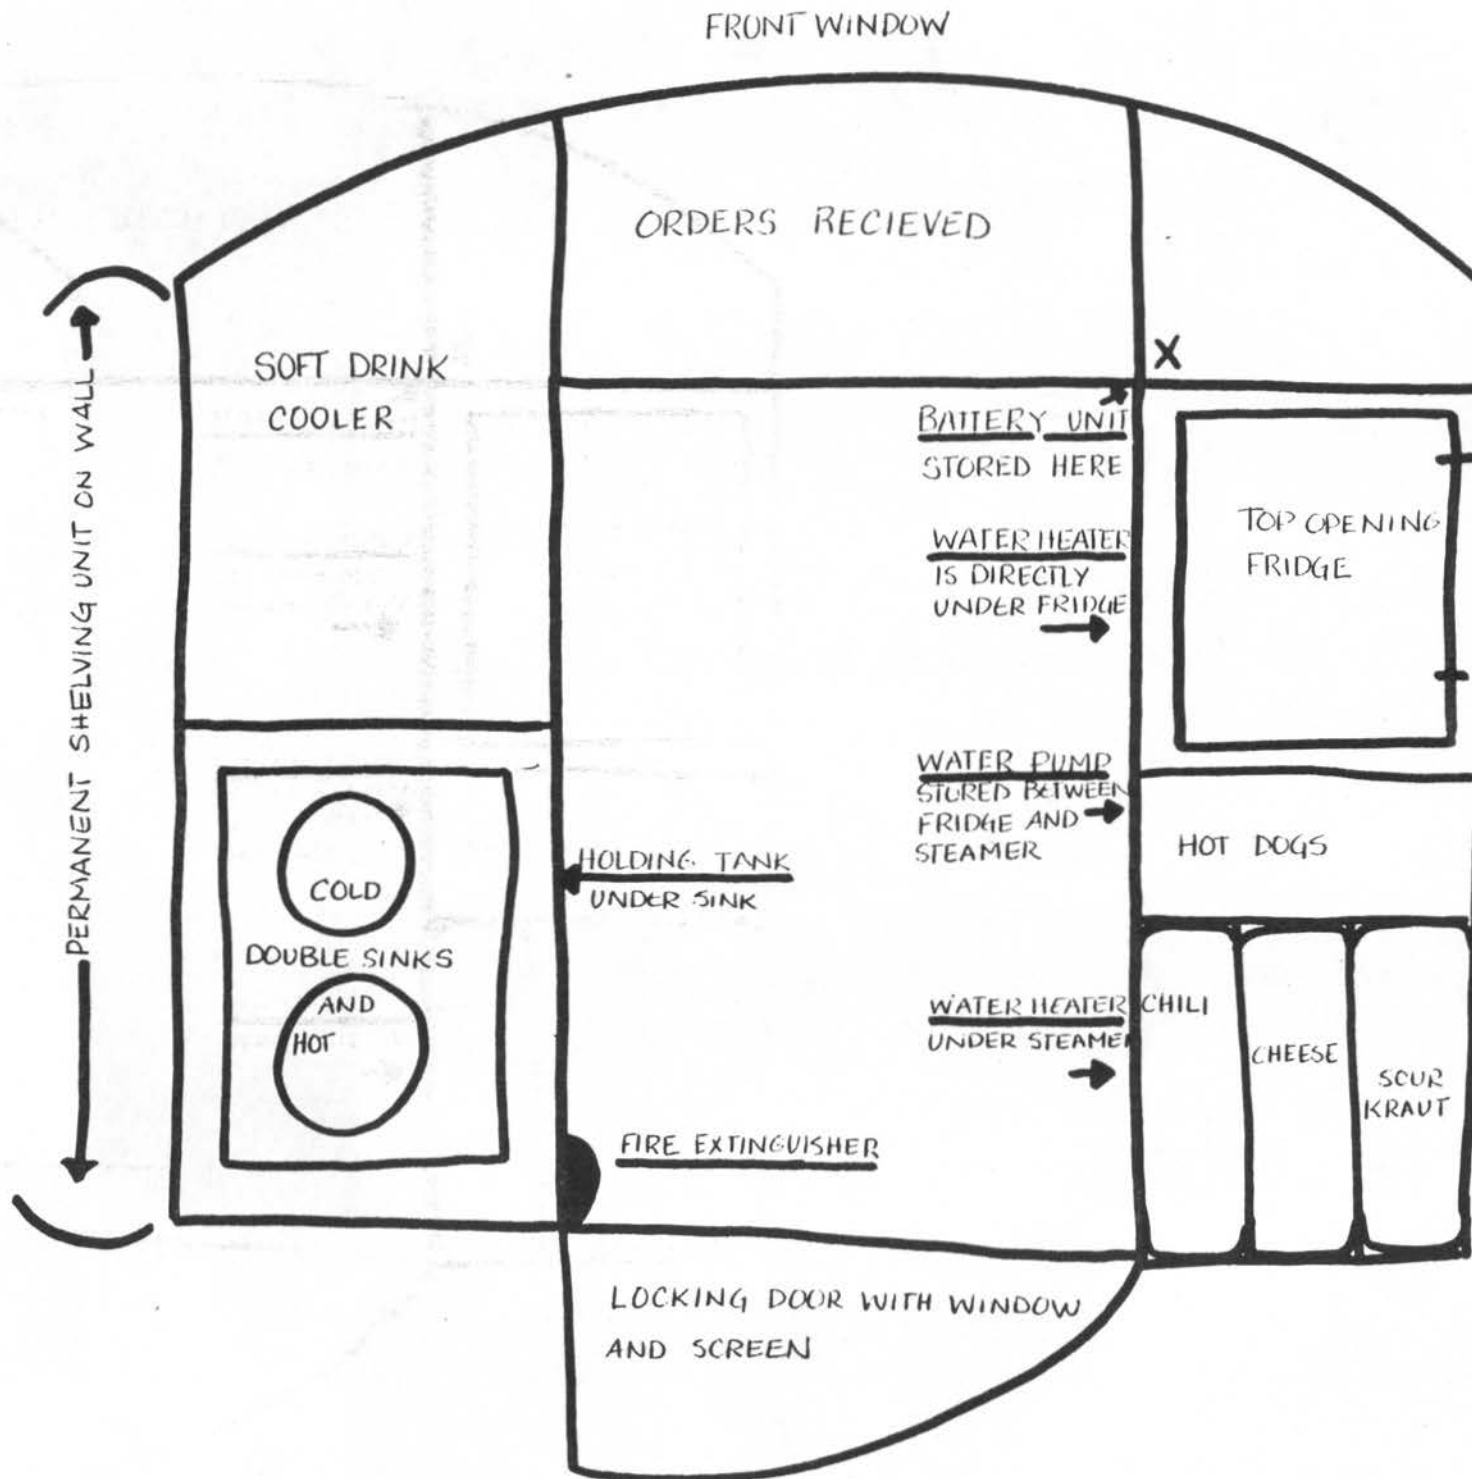 FRONT WINDOW
ORDERS RECIEVED
X
SOFT DRINK
COOLER
PERMANENT SHELVING UNIT ON WALL
BATTERY UNIT
STORED HERE
WATER HEATER
IS DIRECTLY
UNDER FRIDGE
TOP OPENING
FRIDGE
WATER PUMP
STORED BETWEEN
FRIDGE AND
STEAMER
HOT DOGS
COLD
DOUBLE SINKS
AND
HOT
HOLDING TANK
UNDER SINK
WATER HEATER
UNDER STEAMER
CHILI
CHEESE
SOUR
KRAUT
FIRE EXTINGUISHER
LOCKING DOOR WITH WINDOW
AND SCREEN